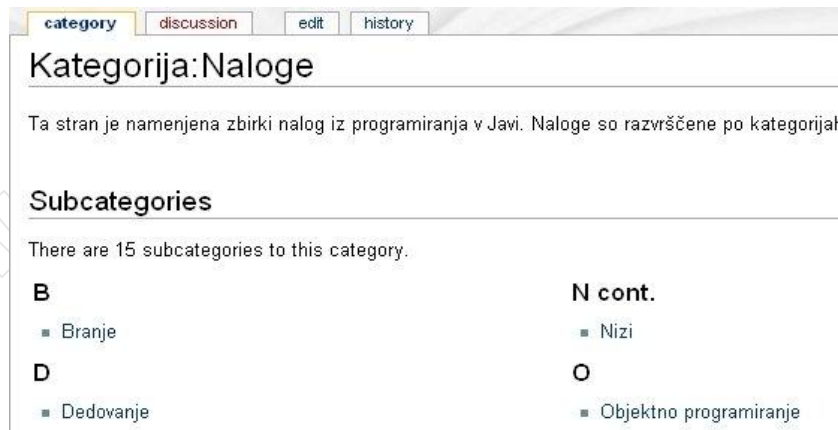 category discussion edit history
Kategorija:Naloge
Ta stran je namenjena zbirki nalog iz programiranja v Javi. Naloge so razvrščene po kategorijah
Subcategories
There are 15 subcategories to this category.
B
Branje
D
Dedovanje
N cont.
Nizi
O
Objektno programiranje